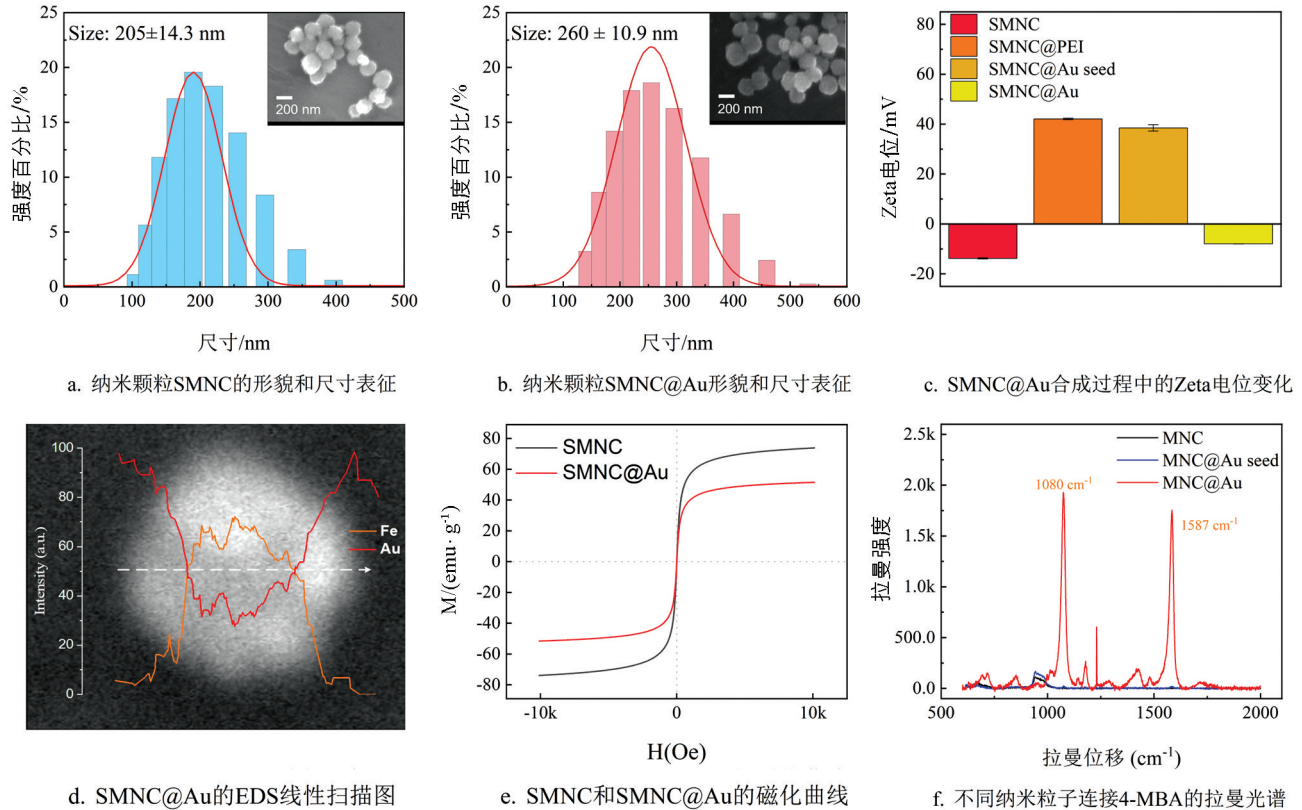 Size: 205±14.3 nm
200 nm
强度百分比/%
25
20
15
10
5
0
0 100 200 300 400 500
尺寸/nm
a. 纳米颗粒SMNC的形貌和尺寸表征
Size: 260 ± 10.9 nm
200 nm
强度百分比/%
25
20
15
10
5
0
0 100 200 300 400 500 600
尺寸/nm
b. 纳米颗粒SMNC@Au形貌和尺寸表征
SMNC
SMNC@PEI
SMNC@Au seed
SMNC@Au
Zeta电位/mV
80
60
40
20
0
-20
c. SMNC@Au合成过程中的Zeta电位变化
Intensity (a.u.)
100
80
60
40
20
0
Fe
Au
d. SMNC@Au的EDS线性扫描图
SMNC
SMNC@Au
M/(emu· g⁻¹)
80
60
40
20
0
-20
-40
-60
-80
-10k 0 10k
H(Oe)
e. SMNC和SMNC@Au的磁化曲线
MNC
MNC@Au seed
MNC@Au
1080 cm⁻¹
1587 cm⁻¹
拉曼强度
2.5k
2.0k
1.5k
1.0k
500.0
0.0
500 1000 1500 2000
拉曼位移 (cm⁻¹)
f. 不同纳米粒子连接4-MBA的拉曼光谱